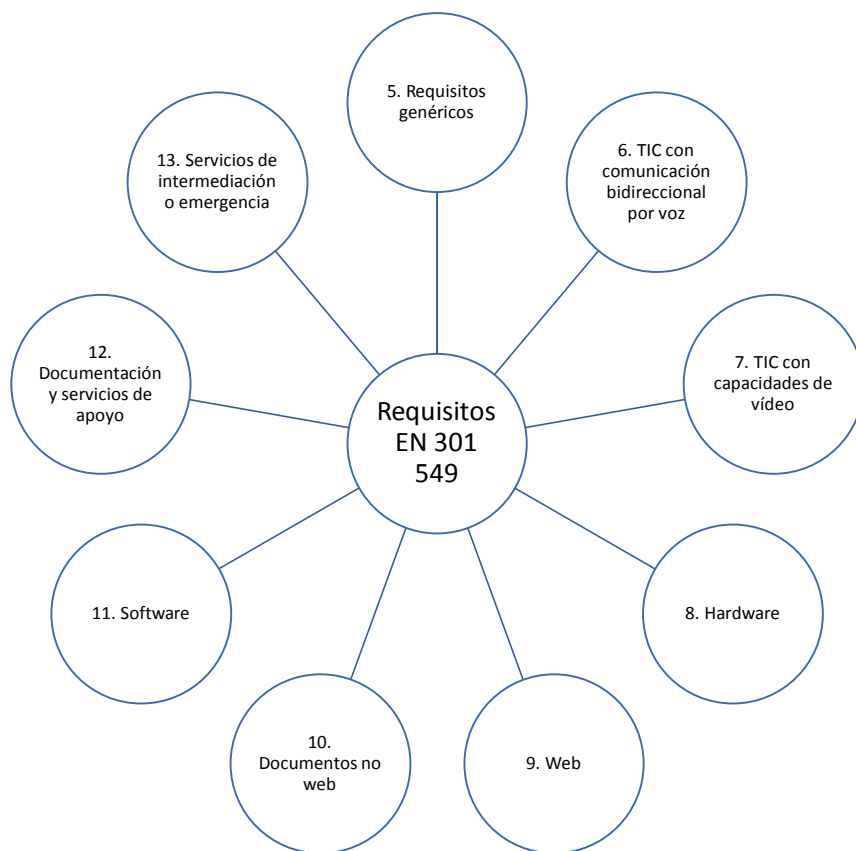 5. Requisitos
genéricos
6. TIC con
comunicación
bidireccional
por voz
7. TIC con
capacidades de
vídeo
8. Hardware
9. Web
10.
Documentos no
web
11. Software
12.
Documentación
y servicios de
apoyo
13. Servicios de
intermediación
o emergencia
Requisitos
EN 301
549